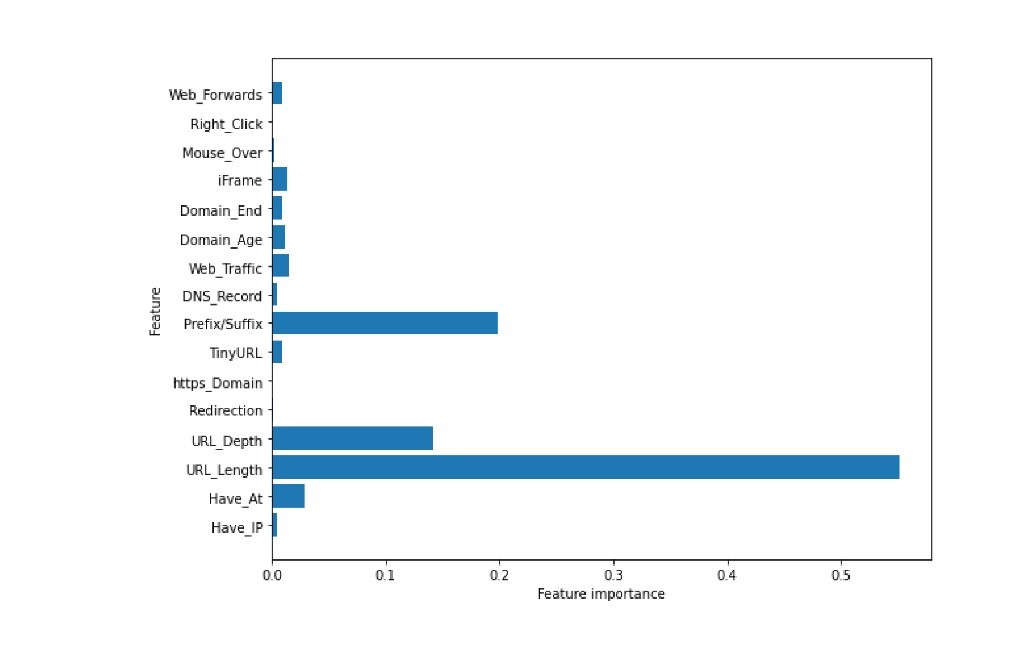 Web_Forwards
Right_Click
Mouse_Over
iFrame
Domain_End
Domain_Age
Web_Traffic
DNS_Record
Prefix/Suffix
TinyURL
https_Domain
Redirection
URL_Depth
URL_Length
Have_At
Have_IP
Feature
0.0 0.1 0.2 0.3 0.4 0.5
Feature importance